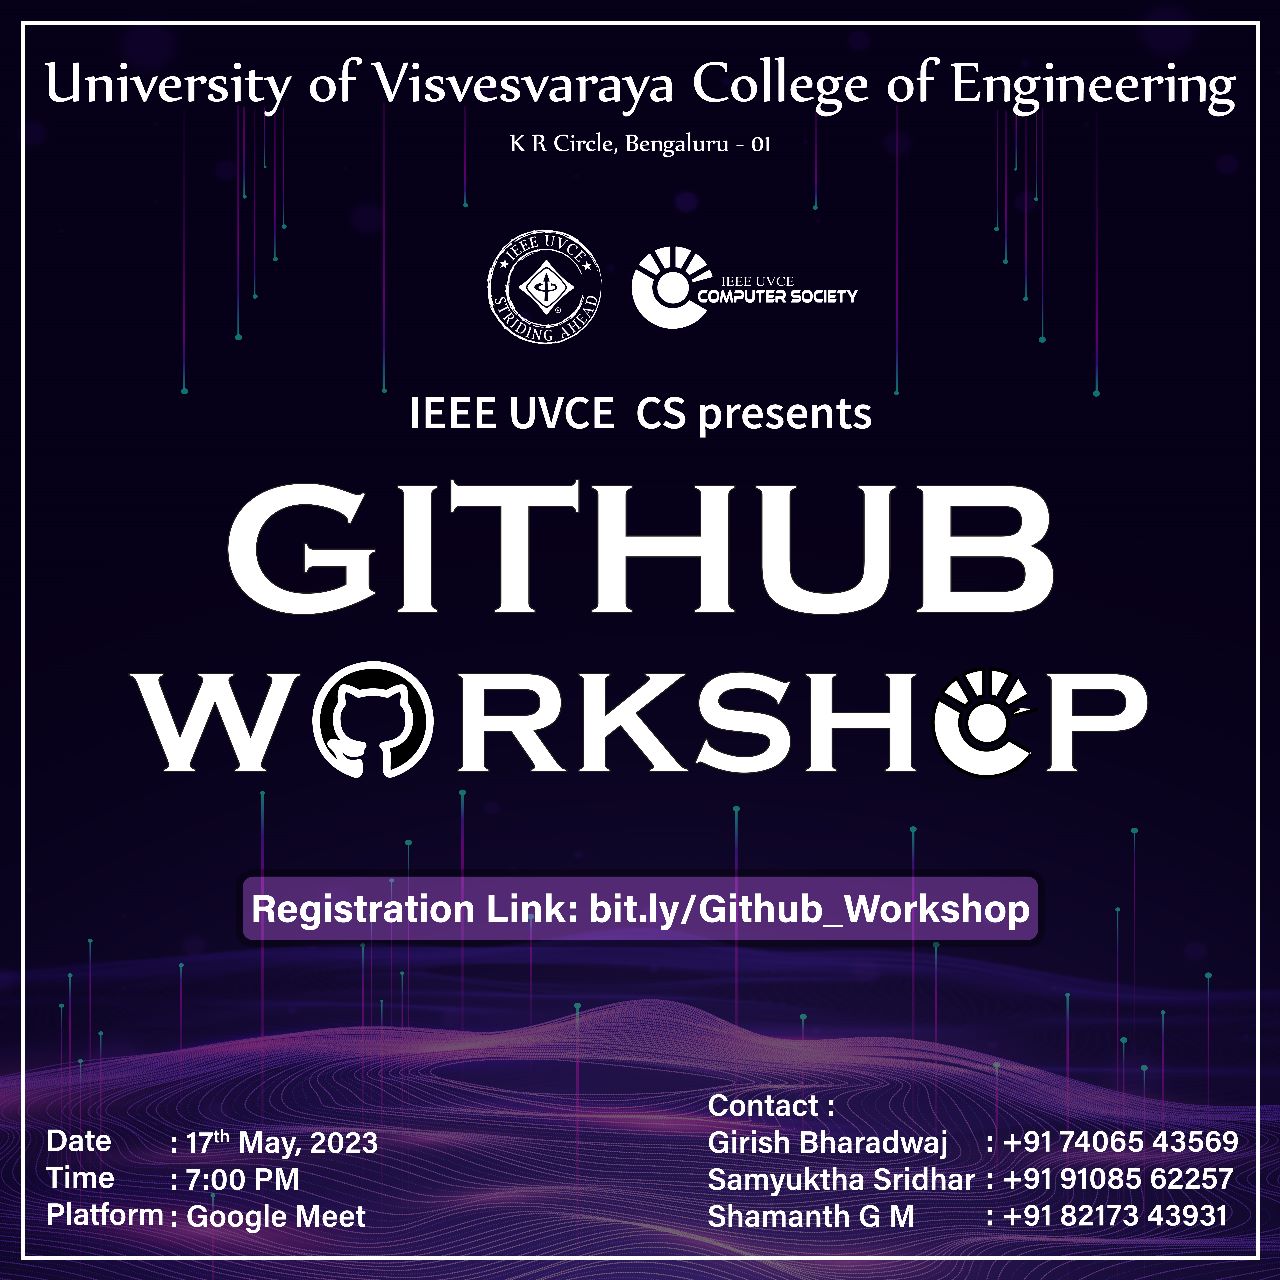 University of Visvesvaraya College of Engineering
K R Circle, Bengaluru - 01
IEEE UVCE
STRIDING AHEAD
®
IEEE UVCE
COMPUTER SOCIETY
IEEE UVCE CS presents
GITHUB
WORKSHOP
Registration Link: bit.ly/Github_Workshop
Contact :
Date : 17th May, 2023
Time : 7:00 PM
Platform : Google Meet
Girish Bharadwaj : +91 74065 43569
Samyuktha Sridhar : +91 91085 62257
Shamanth G M : +91 82173 43931